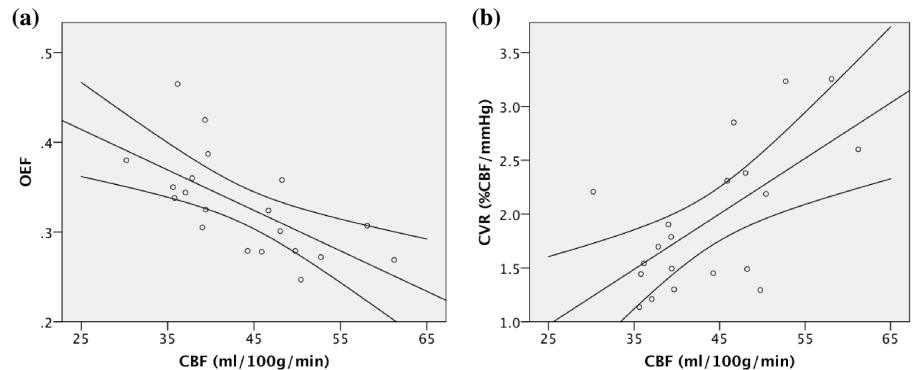 (a)
.5
.4
.3
.2
OEF
25 35 45 55 65
CBF (ml/100g/min)
(b)
3.5
3.0
2.5
2.0
1.5
1.0
CVR (%CBF/mmHg)
25 35 45 55 65
CBF (ml/100g/min)